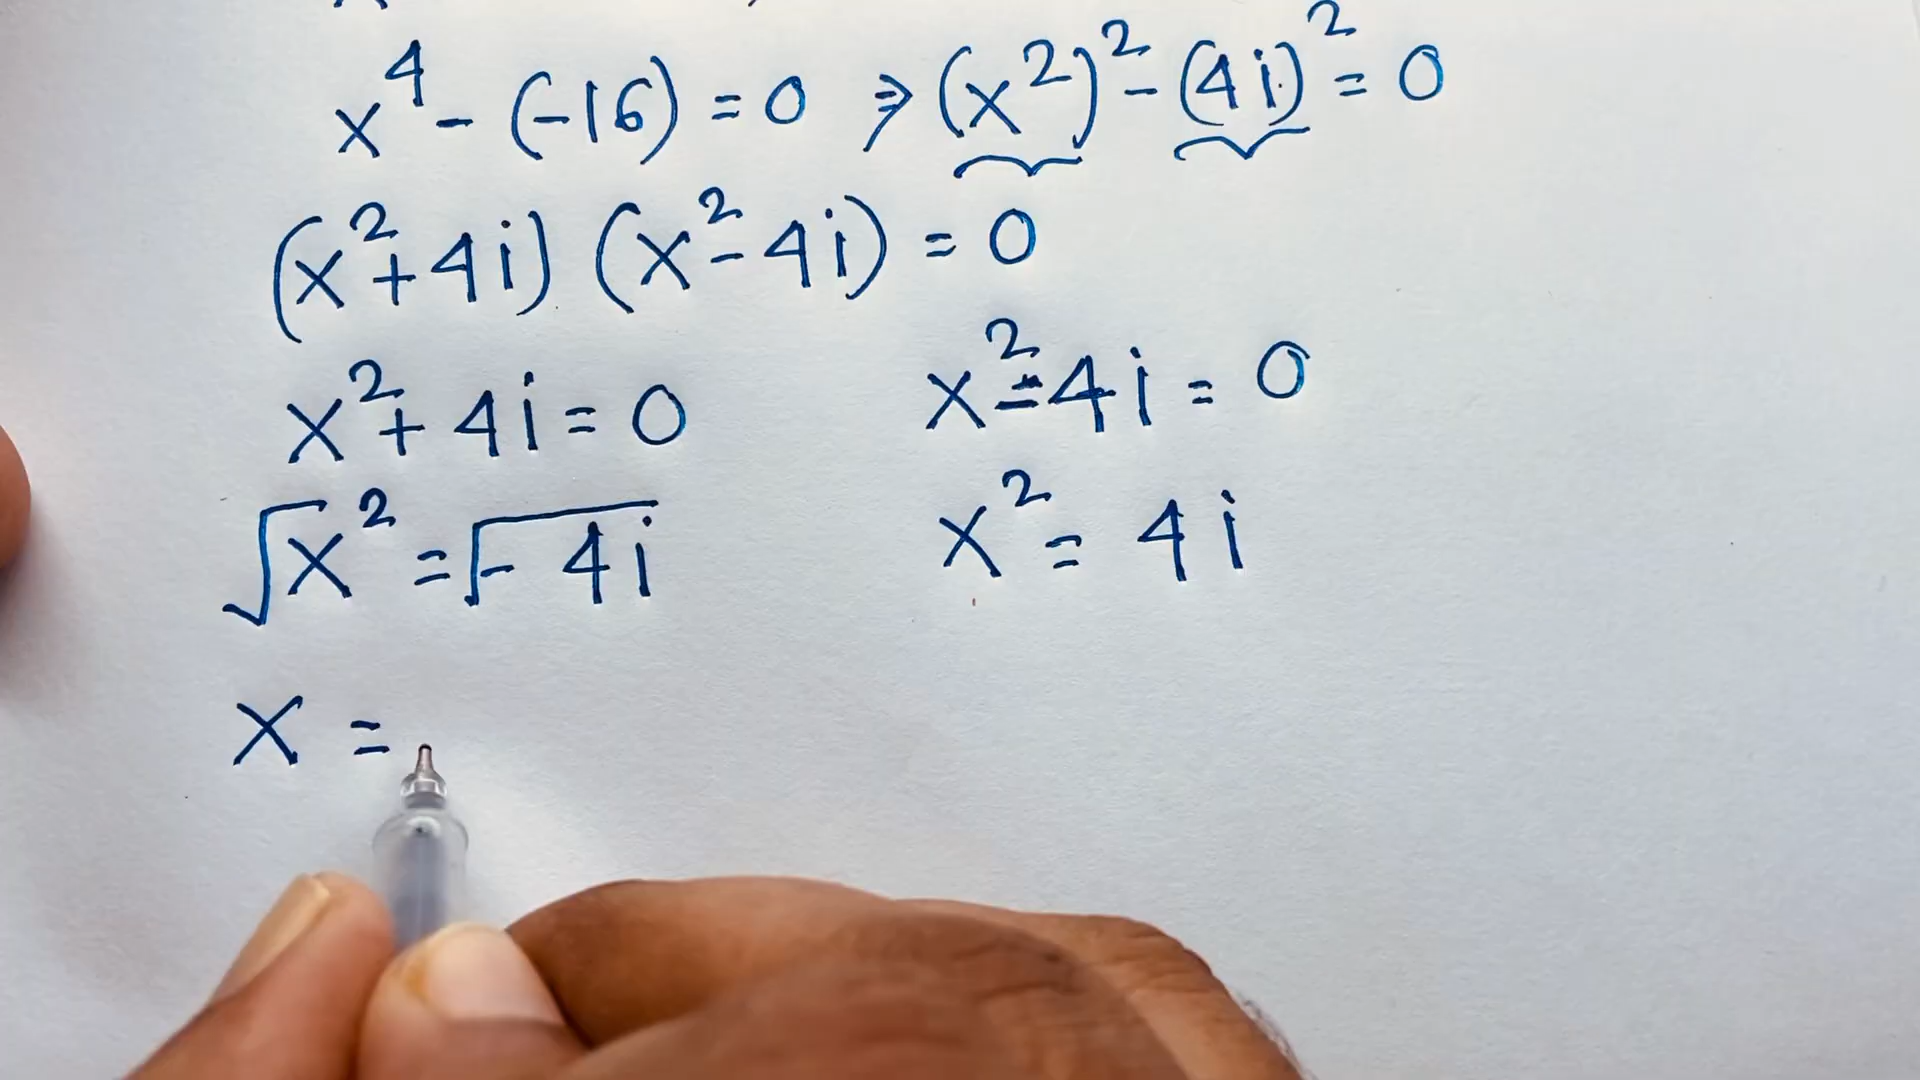 x⁴ - (-16) = 0 ⇒ (x²)² - (4i)² = 0
(x² + 4i) (x² - 4i) = 0
x² + 4i = 0
x² - 4i = 0
√x² = √- 4i
x² = 4i
x =